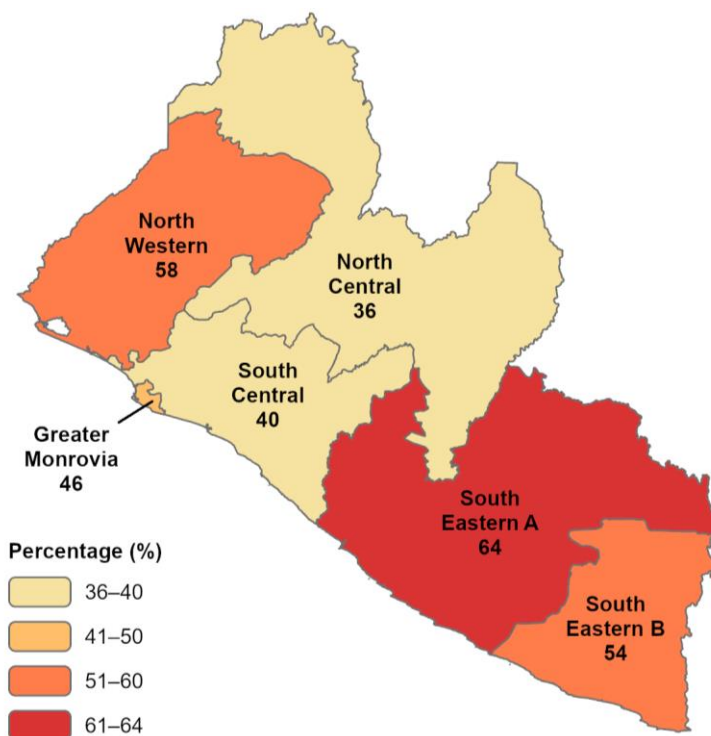 North
Western
58
North
Central
36
South
Central
40
Greater
Monrovia
46
South
Eastern A
64
South
Eastern B
54
Percentage (%)
36–40
41–50
51–60
61–64